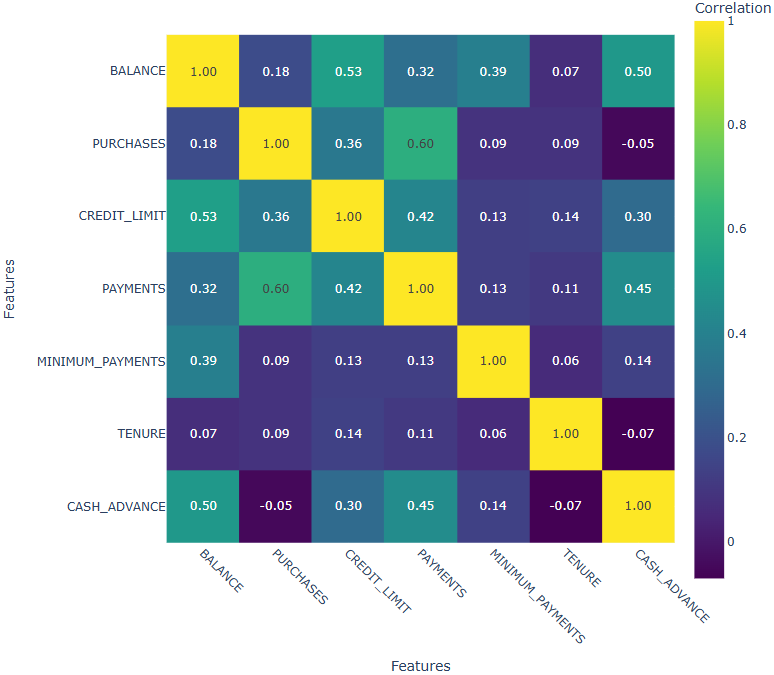 Correlation
1
0.8
0.6
0.4
0.2
0
Features
BALANCE 1.00 0.18 0.53 0.32 0.39 0.07 0.50
PURCHASES 0.18 1.00 0.36 0.60 0.09 0.09 -0.05
CREDIT_LIMIT 0.53 0.36 1.00 0.42 0.13 0.14 0.30
PAYMENTS 0.32 0.60 0.42 1.00 0.13 0.11 0.45
MINIMUM_PAYMENTS 0.39 0.09 0.13 0.13 1.00 0.06 0.14
TENURE 0.07 0.09 0.14 0.11 0.06 1.00 -0.07
CASH_ADVANCE 0.50 -0.05 0.30 0.45 0.14 -0.07 1.00
BALANCE PURCHASES CREDIT_LIMIT PAYMENTS MINIMUM_PAYMENTS TENURE CASH_ADVANCE
Features